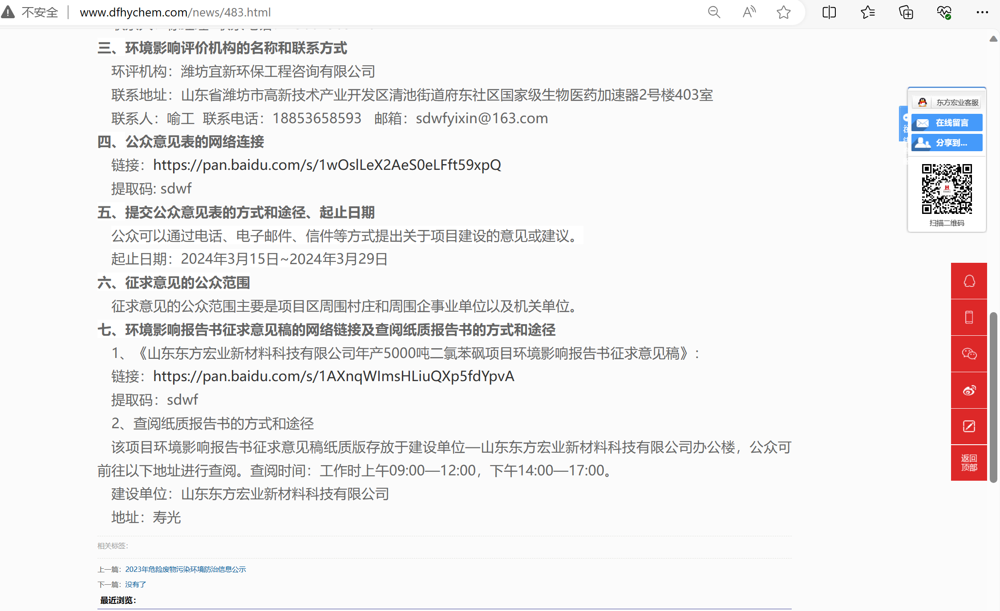 不安全 www.dfhychem.com/news/483.html
三、环境影响评价机构的名称和联系方式
环评机构：潍坊宜新环保工程咨询有限公司
联系地址：山东省潍坊市高新技术产业开发区清池街道府东社区国家级生物医药加速器2号楼403室
联系人：喻工 联系电话：18853658593 邮箱：sdwfyixin@163.com
四、公众意见表的网络连接
链接：https://pan.baidu.com/s/1wOslLeX2AeS0eLFft59xpQ
提取码: sdwf
五、提交公众意见表的方式和途径、起止日期
公众可以通过电话、电子邮件、信件等方式提出关于项目建设的意见或建议。
起止日期：2024年3月15日~2024年3月29日
六、征求意见的公众范围
征求意见的公众范围主要是项目区周围村庄和周围企事业单位以及机关单位。
七、环境影响报告书征求意见稿的网络链接及查阅纸质报告书的方式和途径
1、《山东东方宏业新材料科技有限公司年产5000吨二氯苯砜项目环境影响报告书征求意见稿》：
链接：https://pan.baidu.com/s/1AXnqWImsHLiuQXp5fdYpvA
提取码：sdwf
2、查阅纸质报告书的方式和途径
该项目环境影响报告书征求意见稿纸质版存放于建设单位—山东东方宏业新材料科技有限公司办公楼，公众可
前往以下地址进行查阅。查阅时间：工作时上午09:00—12:00，下午14:00—17:00。
建设单位：山东东方宏业新材料科技有限公司
地址：寿光
相关标签：
上一篇：2023年危险废物污染环境防治信息公示
下一篇：没有了
最近浏览：
东方宏业客服
在线留言
分享到...
扫描二维码
返回
顶部